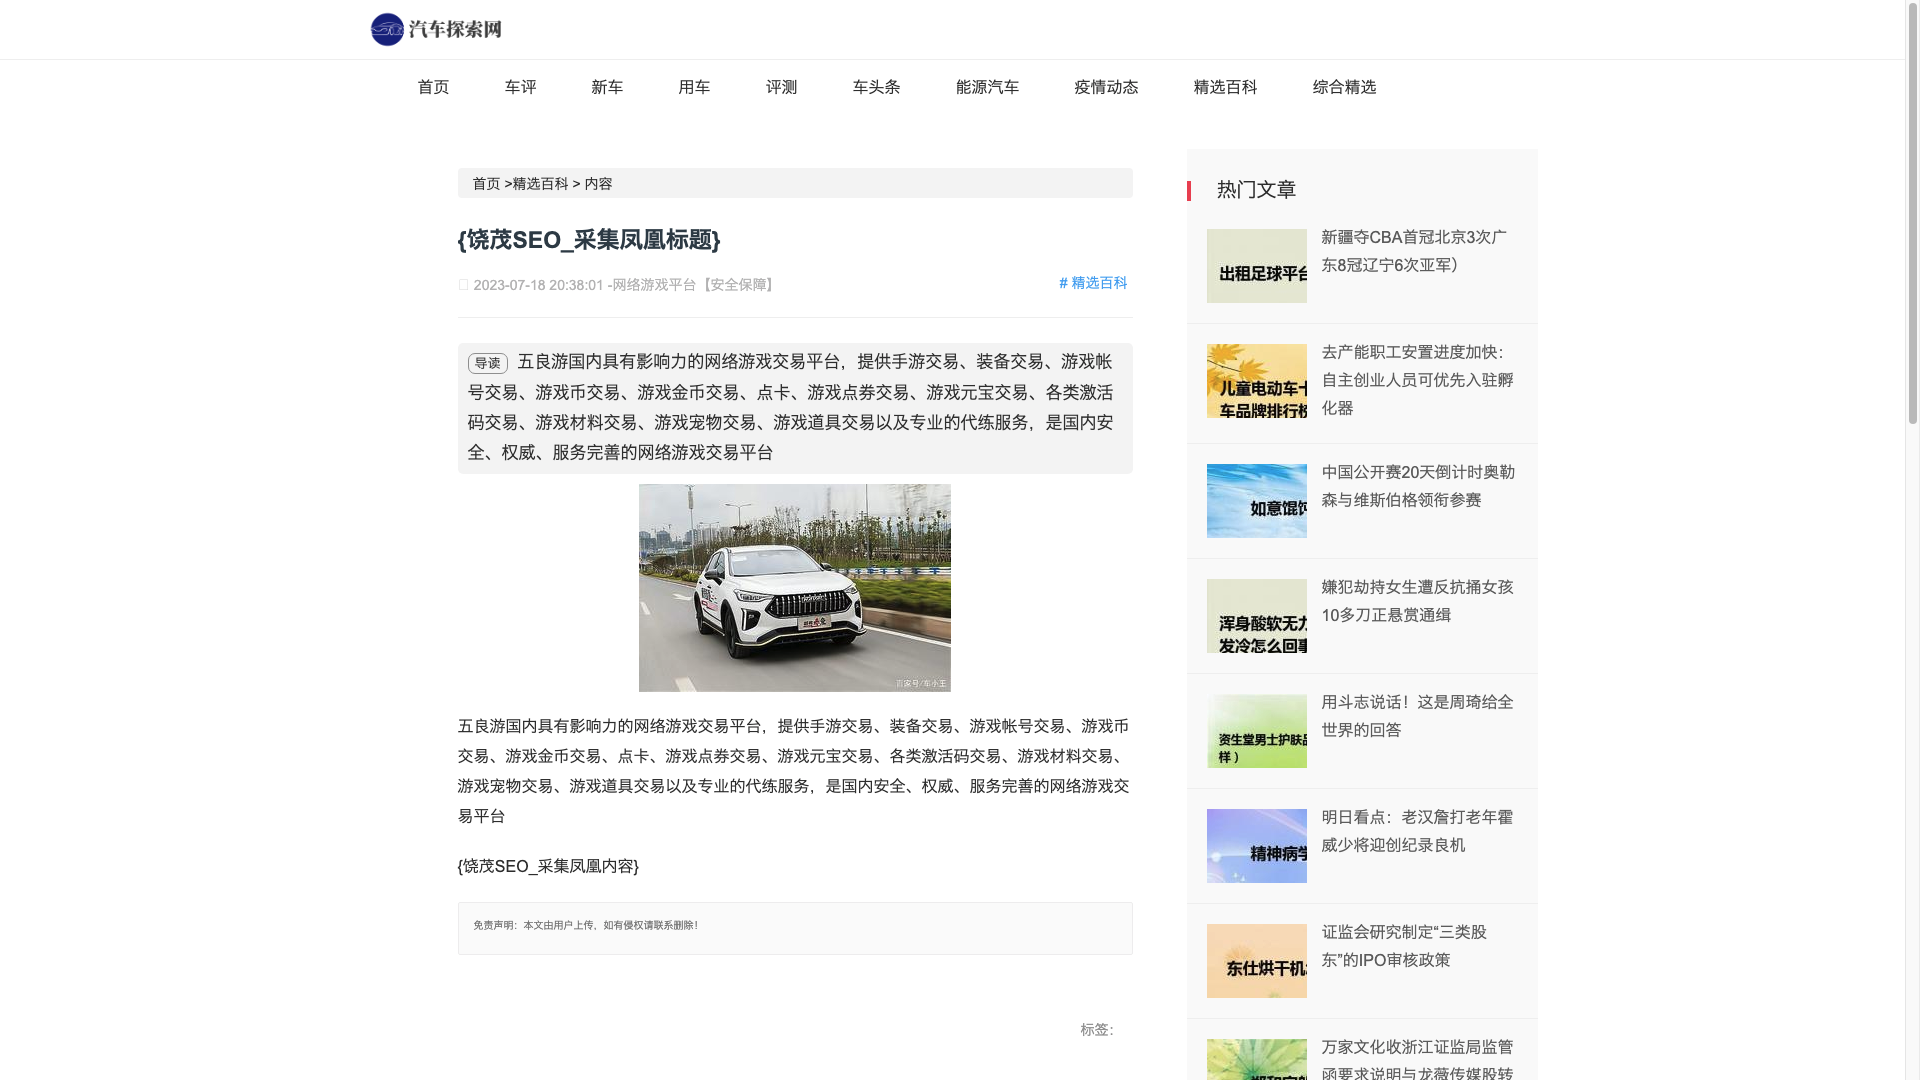 汽车探索网
首页 车评 新车 用车 评测 车头条 能源汽车 疫情动态 精选百科 综合精选
首页 >精选百科 > 内容
{饶茂SEO_采集凤凰标题}
2023-07-18 20:38:01 -网络游戏平台【安全保障】
# 精选百科
导读 五良游国内具有影响力的网络游戏交易平台，提供手游交易、装备交易、游戏帐
号交易、游戏币交易、游戏金币交易、点卡、游戏点券交易、游戏元宝交易、各类激活
码交易、游戏材料交易、游戏宠物交易、游戏道具交易以及专业的代练服务，是国内安
全、权威、服务完善的网络游戏交易平台
百家号/车小王
五良游国内具有影响力的网络游戏交易平台，提供手游交易、装备交易、游戏帐号交易、游戏币
交易、游戏金币交易、点卡、游戏点券交易、游戏元宝交易、各类激活码交易、游戏材料交易、
游戏宠物交易、游戏道具交易以及专业的代练服务，是国内安全、权威、服务完善的网络游戏交
易平台
{饶茂SEO_采集凤凰内容}
免责声明：本文由用户上传，如有侵权请联系删除！
标签：
热门文章
出租足球平台
新疆夺CBA首冠北京3次广
东8冠辽宁6次亚军）
儿童电动车十
车品牌排行榜
去产能职工安置进度加快：
自主创业人员可优先入驻孵
化器
如意馄饨
中国公开赛20天倒计时奥勒
森与维斯伯格领衔参赛
浑身酸软无力
发冷怎么回事
嫌犯劫持女生遭反抗捅女孩
10多刀正悬赏通缉
资生堂男士护肤品
样）
用斗志说话！这是周琦给全
世界的回答
精神病学
明日看点：老汉詹打老年霍
威少将迎创纪录良机
东仕烘干机
证监会研究制定“三类股
东”的IPO审核政策
万家文化收浙江证监局监管
函要求说明与龙薇传媒股转